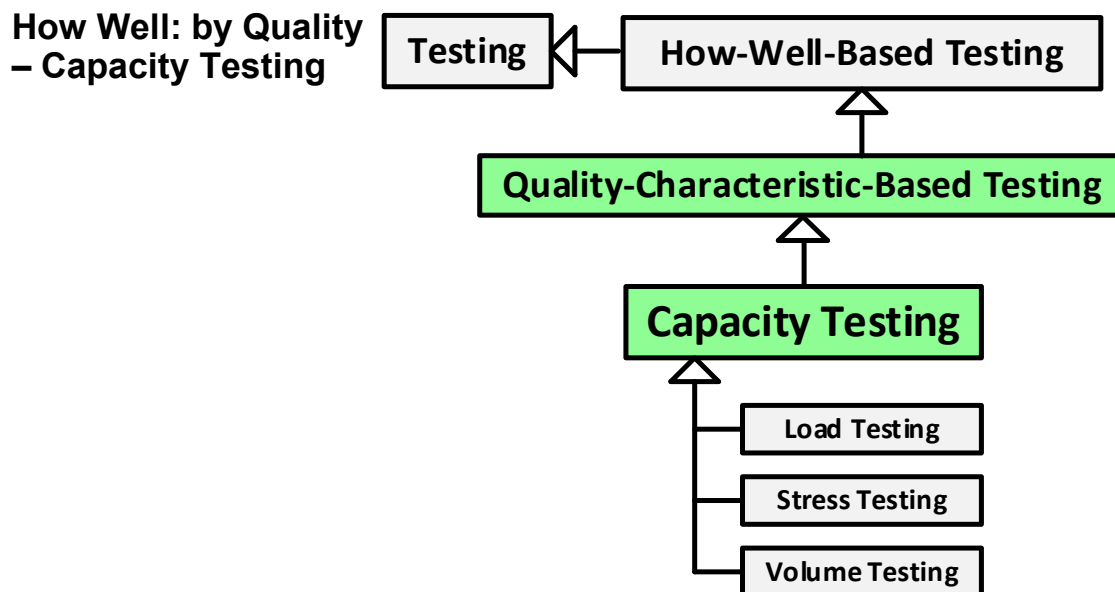 How Well: by Quality
– Capacity Testing
Testing
How-Well-Based Testing
Quality-Characteristic-Based Testing
Capacity Testing
Load Testing
Stress Testing
Volume Testing